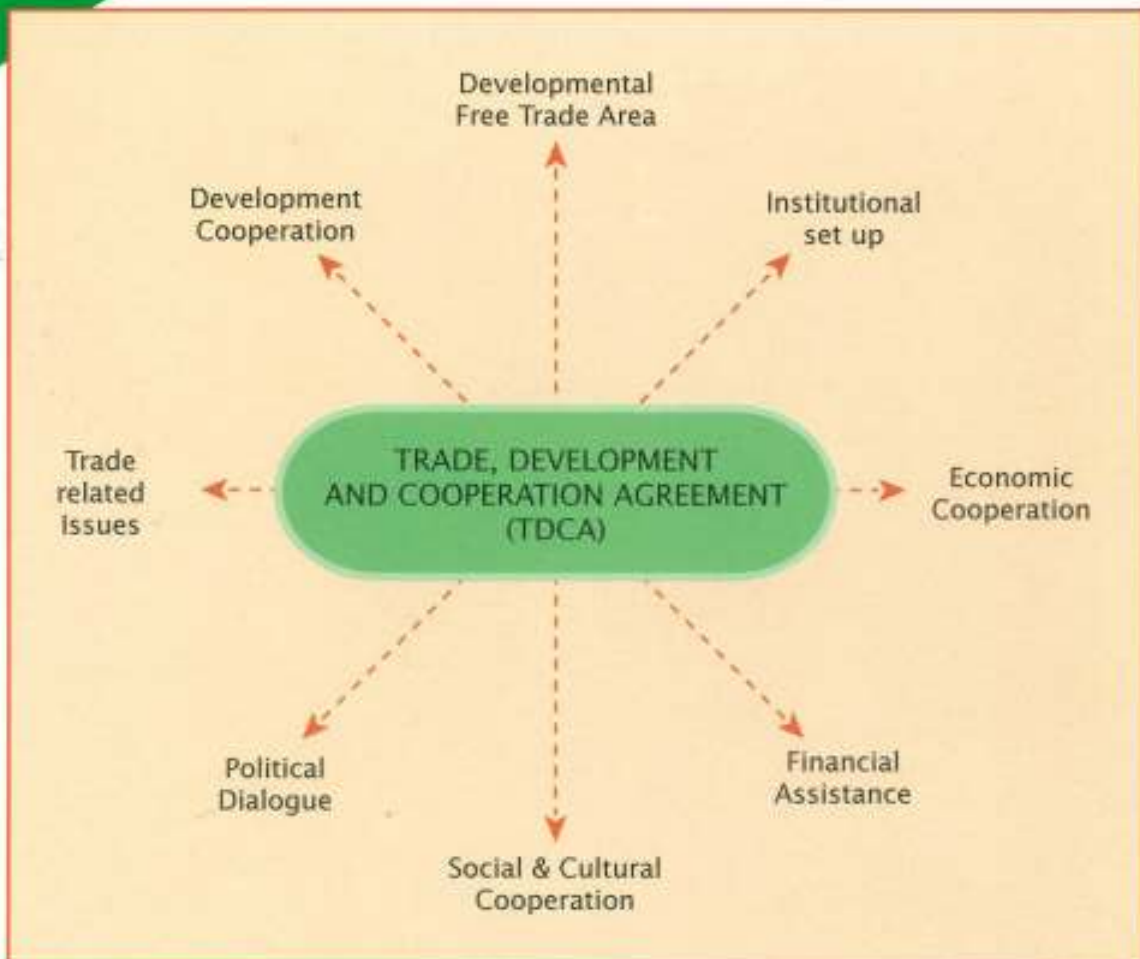 Developmental
Free Trade Area
Development
Cooperation
Institutional
set up
TRADE, DEVELOPMENT
AND COOPERATION AGREEMENT
(TDCA)
Trade
related
issues
Economic
Cooperation
Political
Dialogue
Financial
Assistance
Social & Cultural
Cooperation